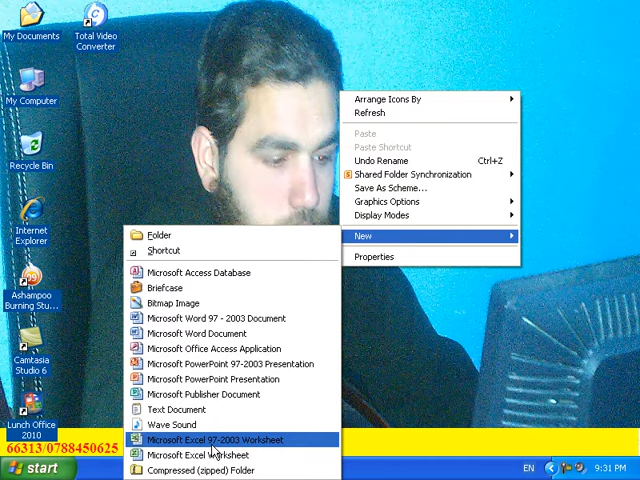 My Documents
Total Video
Converter
My Computer
Recycle Bin
Internet
Explorer
Ashampoo
Burning Stu...
Camtasia
Studio 6
Lunch Office
2010
Arrange Icons By
Refresh
Paste
Paste Shortcut
Undo Rename Ctrl+Z
Shared Folder Synchronization
Save As Scheme...
Graphics Options
Display Modes
New
Properties
Folder
Shortcut
Microsoft Access Database
Briefcase
Bitmap Image
Microsoft Word 97 - 2003 Document
Microsoft Word Document
Microsoft Office Access Application
Microsoft PowerPoint 97-2003 Presentation
Microsoft PowerPoint Presentation
Microsoft Publisher Document
Text Document
Wave Sound
Microsoft Excel 97-2003 Worksheet
Microsoft Excel Worksheet
Compressed (zipped) Folder
66313/0788450625
start
EN
9:31 PM